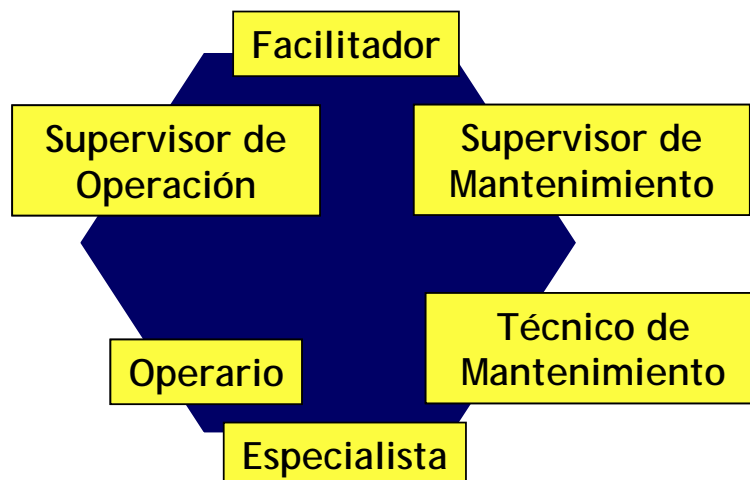 Facilitador
Supervisor de
Operación
Supervisor de
Mantenimiento
Operario
Técnico de
Mantenimiento
Especialista